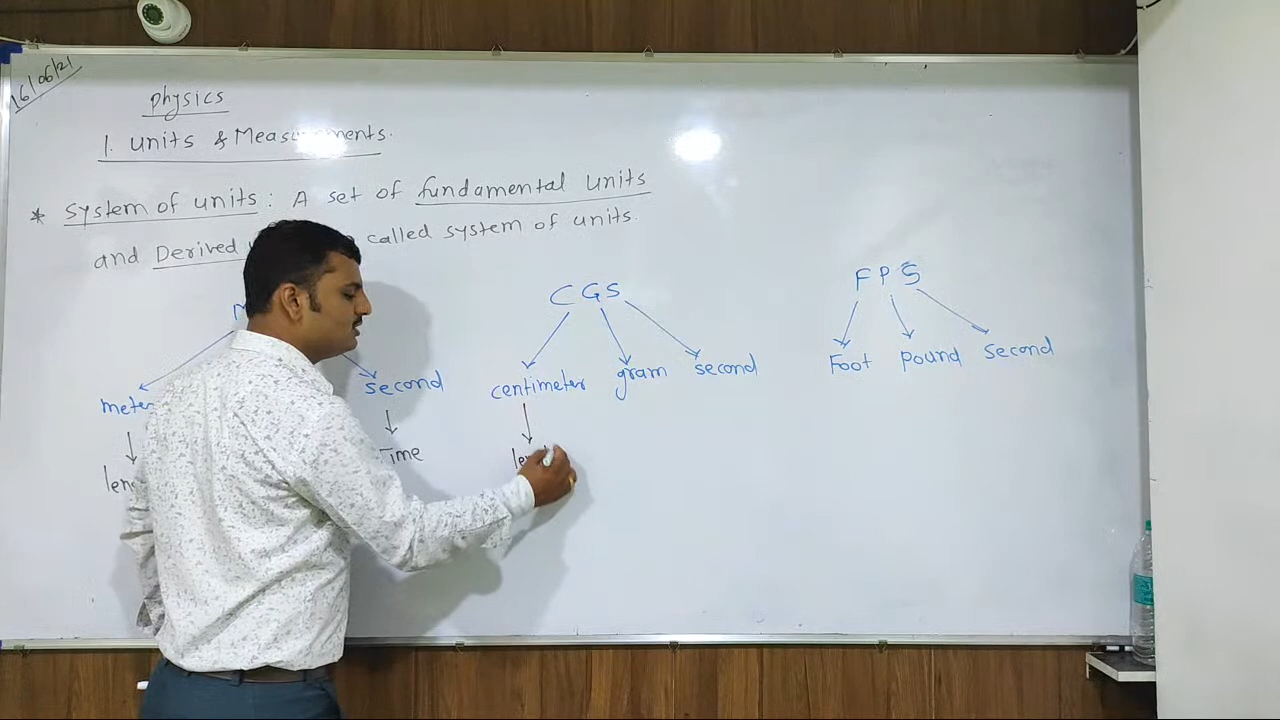 16/06/21
Physics
1. Units & Measurements.
* System of units: A set of fundamental units
and Derived called system of units.
M
CGS
FPS
meter
second
centimeter gram second
Foot pound second
Time